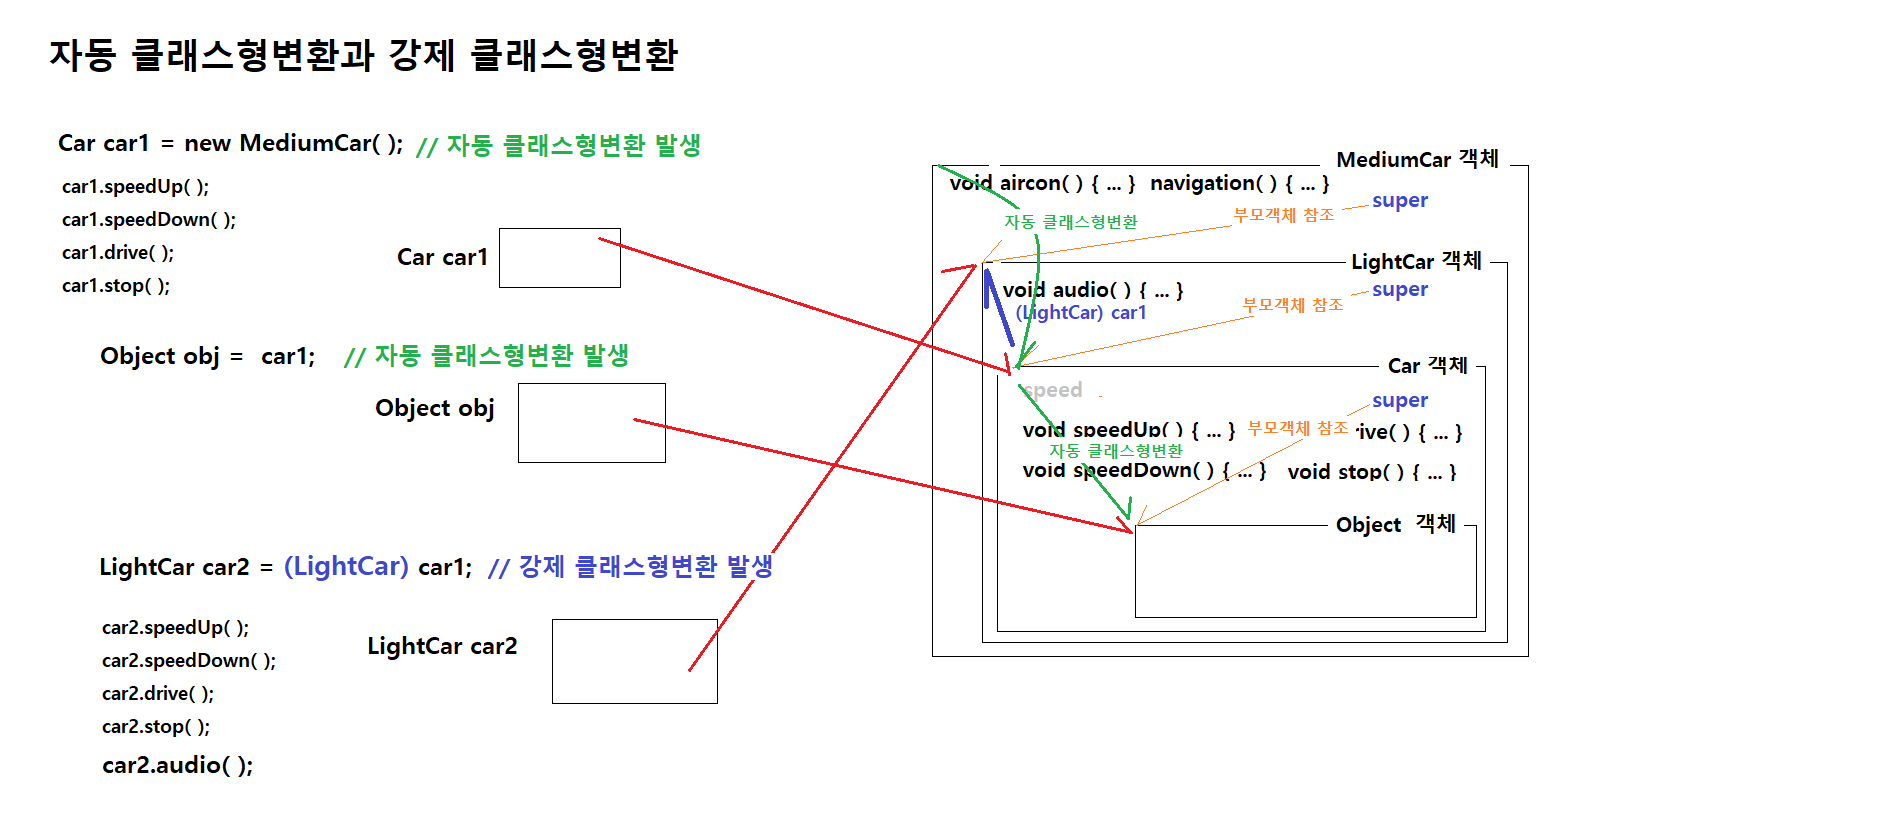 자동 클래스형변환과 강제 클래스형변환
Car car1 = new MediumCar( ); // 자동 클래스형변환 발생
car1.speedUp( );
car1.speedDown( );
car1.drive( );
car1.stop( );
Car car1
Object obj = car1; // 자동 클래스형변환 발생
Object obj
LightCar car2 = (LightCar) car1; // 강제 클래스형변환 발생
car2.speedUp( );
car2.speedDown( );
car2.drive( );
car2.stop( );
car2.audio( );
LightCar car2
MediumCar 객체
void aircon( ) { ... } navigation( ) { ... }
super
부모객체 참조
자동 클래스형변환
LightCar 객체
void audio( ) { ... }
super
부모객체 참조
(LightCar) car1
Car 객체
speed
super
void speedUp( ) { ... } 부모객체 참조 rive( ) { ... }
자동 클래스형변환
void speedDown( ) { ... } void stop( ) { ... }
Object 객체